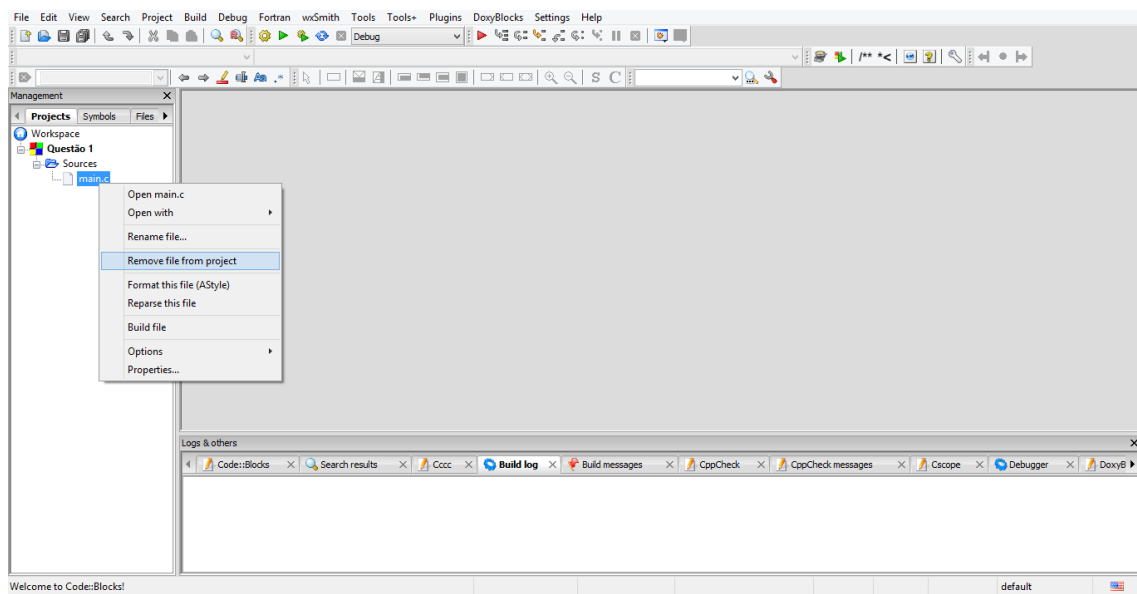 File Edit View Search Project Build Debug Fortran wxSmith Tools Tools+ Plugins DoxyBlocks Settings Help
Debug
/** *<
Aa .* S C
Management
Projects Symbols Files
Workspace
Questão 1
Sources
main.c
Open main.c
Open with
Rename file...
Remove file from project
Format this file (AStyle)
Reparse this file
Build file
Options
Properties...
Logs & others
Code::Blocks Search results Cccc Build log Build messages CppCheck CppCheck messages Cscope Debugger DoxyB
Welcome to Code::Blocks! default